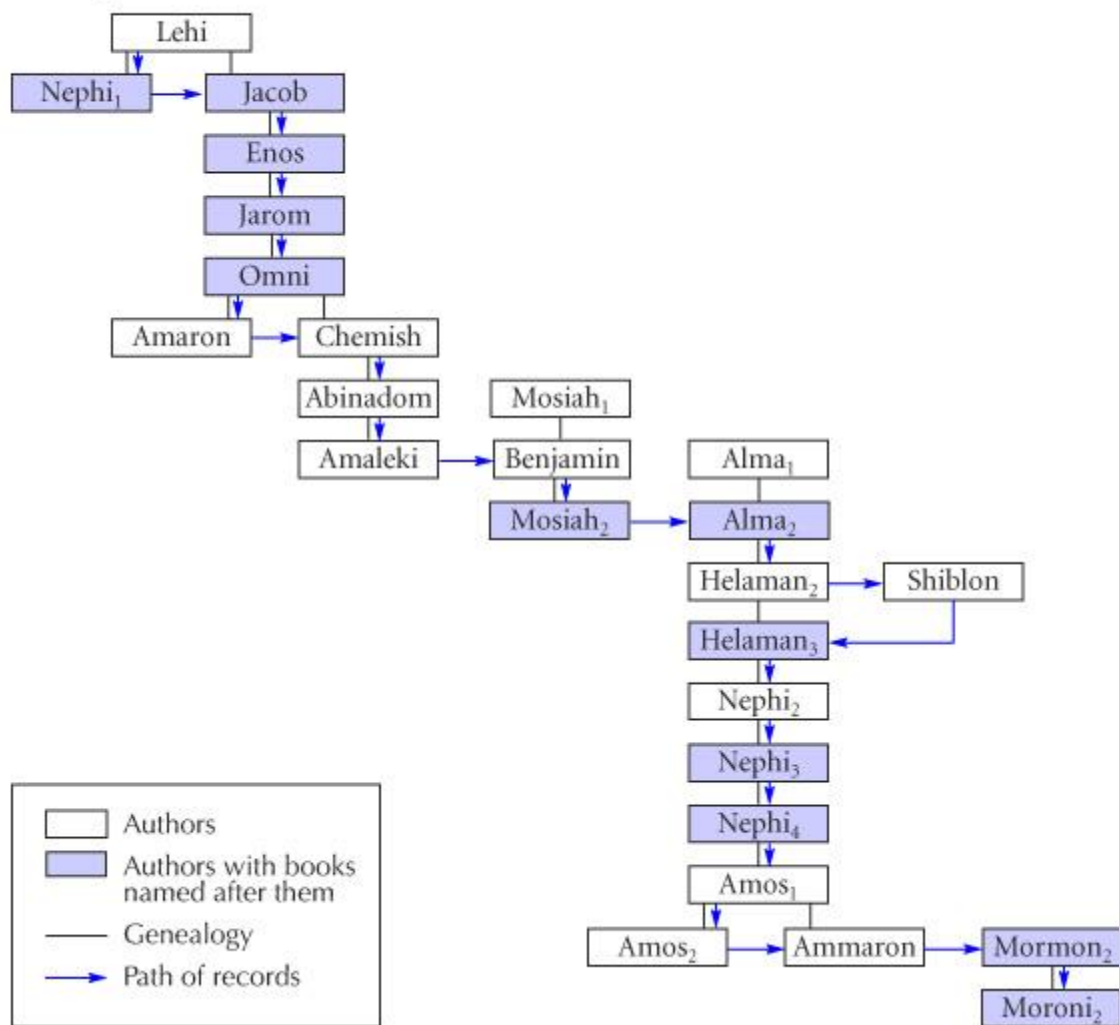 Lehi
Nephi₁ Jacob
Enos
Jarom
Omni
Amaron Chemish
Abinadom Mosiah₁
Amaleki Benjamin Alma₁
Mosiah₂ Alma₂
Helaman₂ Shiblon
Helaman₃
Nephi₂
Nephi₃
Nephi₄
Amos₁
Amos₂ Ammaron Mormon₂
Moroni₂
Authors
Authors with books
named after them
Genealogy
Path of records